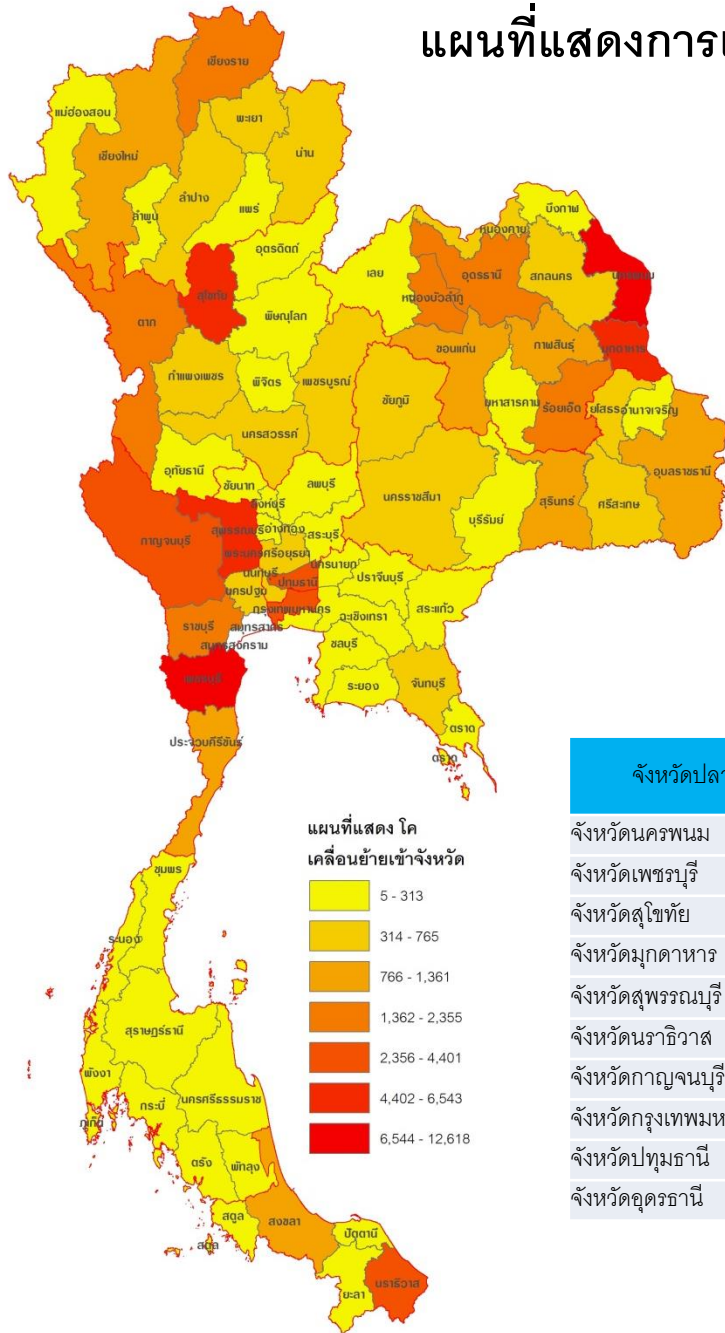 แผนที่แสดงการเ
เชียงราย
แม่ฮ่องสอน
พะเยา
เชียงใหม่
น่าน
ลำปาง
แพร่
ลำพูน
บึงกาฬ
หนองคาย
อุตรดิตถ์
เลย
อุดรธานี
สกลนคร
นครพนม
สุโขทัย
หนองบัวลำภู
พิษณุโลก
ตาก
ขอนแก่น
กาฬสินธุ์
มุกดาหาร
กำแพงเพชร
พิจิตร
เพชรบูรณ์
ชัยภูมิ
มหาสารคาม
ร้อยเอ็ด
ยโสธร
อำนาจเจริญ
นครสวรรค์
อุทัยธานี
ชัยนาท
ลพบุรี
นครราชสีมา
บุรีรัมย์
สุรินทร์
ศรีสะเกษ
อุบลราชธานี
สิงห์บุรี
กาญจนบุรี
สุพรรณบุรี
อ่างทอง
สระบุรี
พระนครศรีอยุธยา
นครนายก
นนทบุรี
ปทุมธานี
ปราจีนบุรี
นครปฐม
กรุงเทพมหานคร
ฉะเชิงเทรา
สระแก้ว
ราชบุรี
สมุทรสาคร
สมุทรสงคราม
ชลบุรี
เพชรบุรี
ระยอง
จันทบุรี
ตราด
ตราด
ประจวบคีรีขันธ์
ชุมพร
ระนอง
สุราษฎร์ธานี
พังงา
กระบี่
นครศรีธรรมราช
ภูเก็ต
ตรัง
พัทลุง
สตูล
สงขลา
ปัตตานี
สตูล
ยะลา
นราธิวาส
แผนที่แสดง โค
เคลื่อนย้ายเข้าจังหวัด
5 - 313
314 - 765
766 - 1,361
1,362 - 2,355
2,356 - 4,401
4,402 - 6,543
6,544 - 12,618
จังหวัดปลา
จังหวัดนครพนม
จังหวัดเพชรบุรี
จังหวัดสุโขทัย
จังหวัดมุกดาหาร
จังหวัดสุพรรณบุรี
จังหวัดนราธิวาส
จังหวัดกาญจนบุรี
จังหวัดกรุงเทพมห
จังหวัดปทุมธานี
จังหวัดอุดรธานี